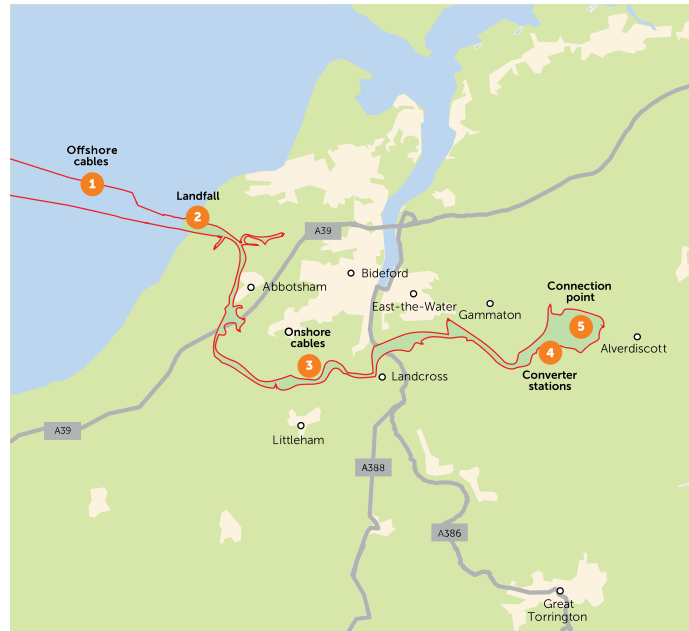 Offshore
cables
1
Landfall
2
A39
Bideford
Abbotsham
East-the-Water
Gammaton
Connection
point
5
Alverdiscott
4
Converter
stations
Onshore
cables
3
Landcross
Littleham
A39
A388
A386
Great
Torrington